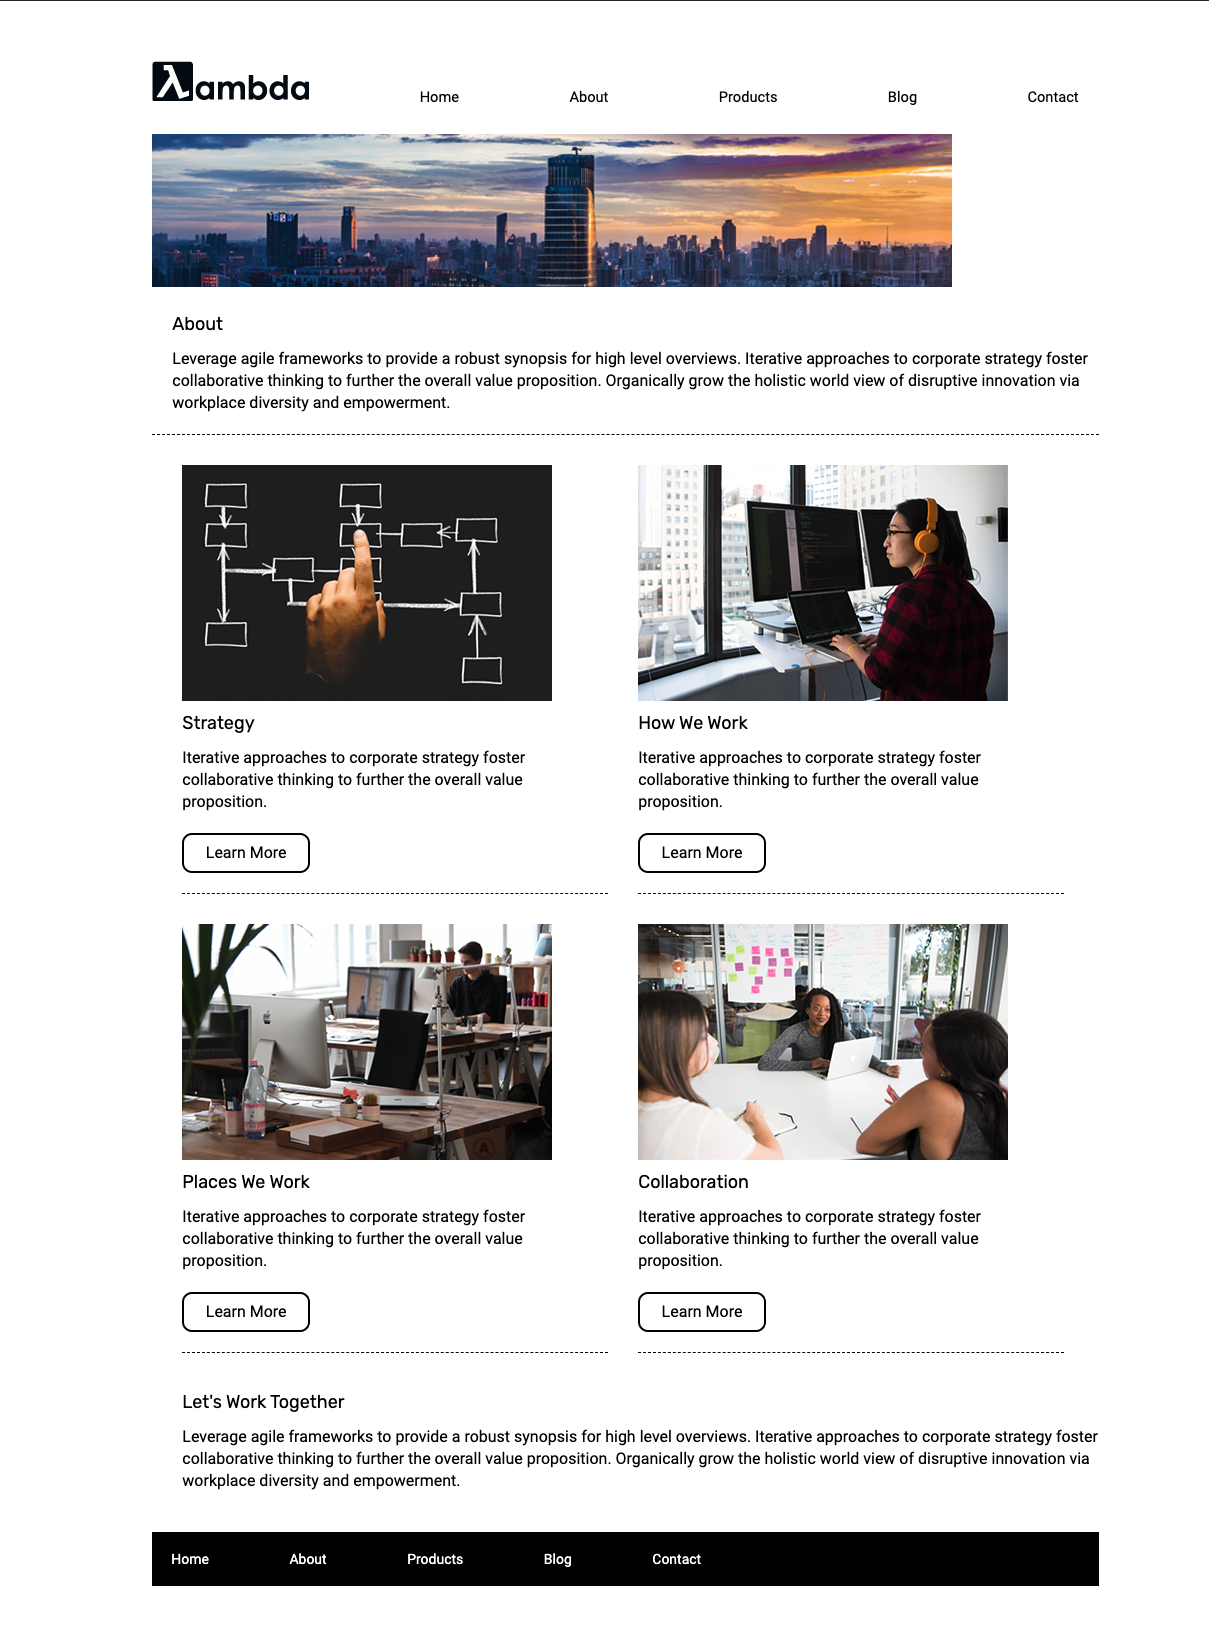 λambda
Home About Products Blog Contact
About
Leverage agile frameworks to provide a robust synopsis for high level overviews. Iterative approaches to corporate strategy foster
collaborative thinking to further the overall value proposition. Organically grow the holistic world view of disruptive innovation via
workplace diversity and empowerment.
Strategy
Iterative approaches to corporate strategy foster
collaborative thinking to further the overall value
proposition.
Learn More
How We Work
Iterative approaches to corporate strategy foster
collaborative thinking to further the overall value
proposition.
Learn More
Places We Work
Iterative approaches to corporate strategy foster
collaborative thinking to further the overall value
proposition.
Learn More
Collaboration
Iterative approaches to corporate strategy foster
collaborative thinking to further the overall value
proposition.
Learn More
Let's Work Together
Leverage agile frameworks to provide a robust synopsis for high level overviews. Iterative approaches to corporate strategy foster
collaborative thinking to further the overall value proposition. Organically grow the holistic world view of disruptive innovation via
workplace diversity and empowerment.
Home About Products Blog Contact